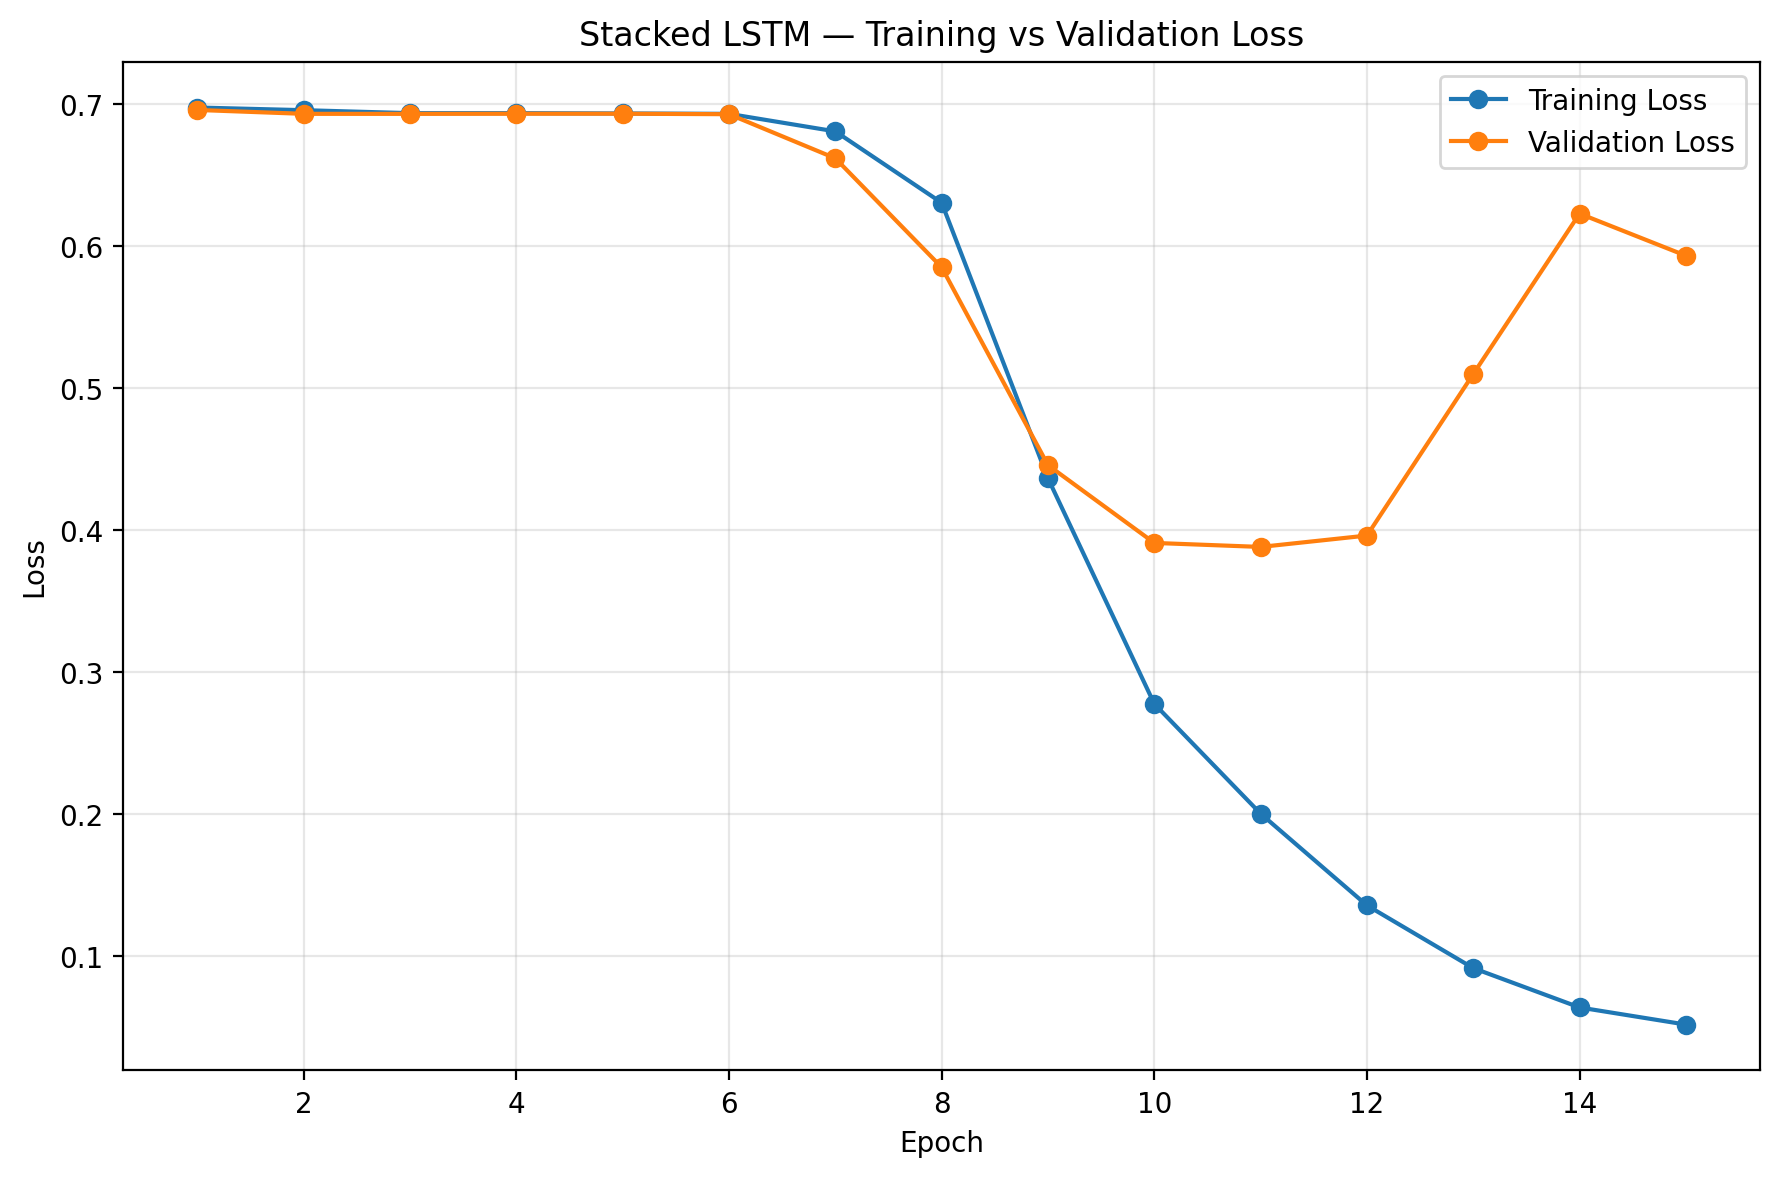 Stacked LSTM — Training vs Validation Loss
Training Loss
Validation Loss
0.7
0.6
0.5
0.4
0.3
0.2
0.1
Loss
2 4 6 8 10 12 14
Epoch